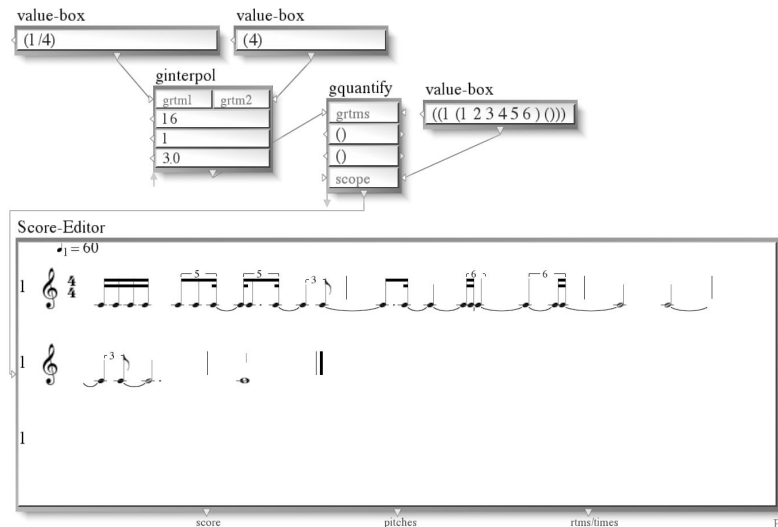 value-box value-box
(1/4) (4)
ginterpol gquantify value-box
grtm1 grtm2 grtms ((1 (1 2 3 4 5 6 ) ()))
16 ()
1 ()
3.0 scope
Score-Editor
1 = 60
1 4 4 5 5 3 6 6
1 3
1
score pitches rtms/times p